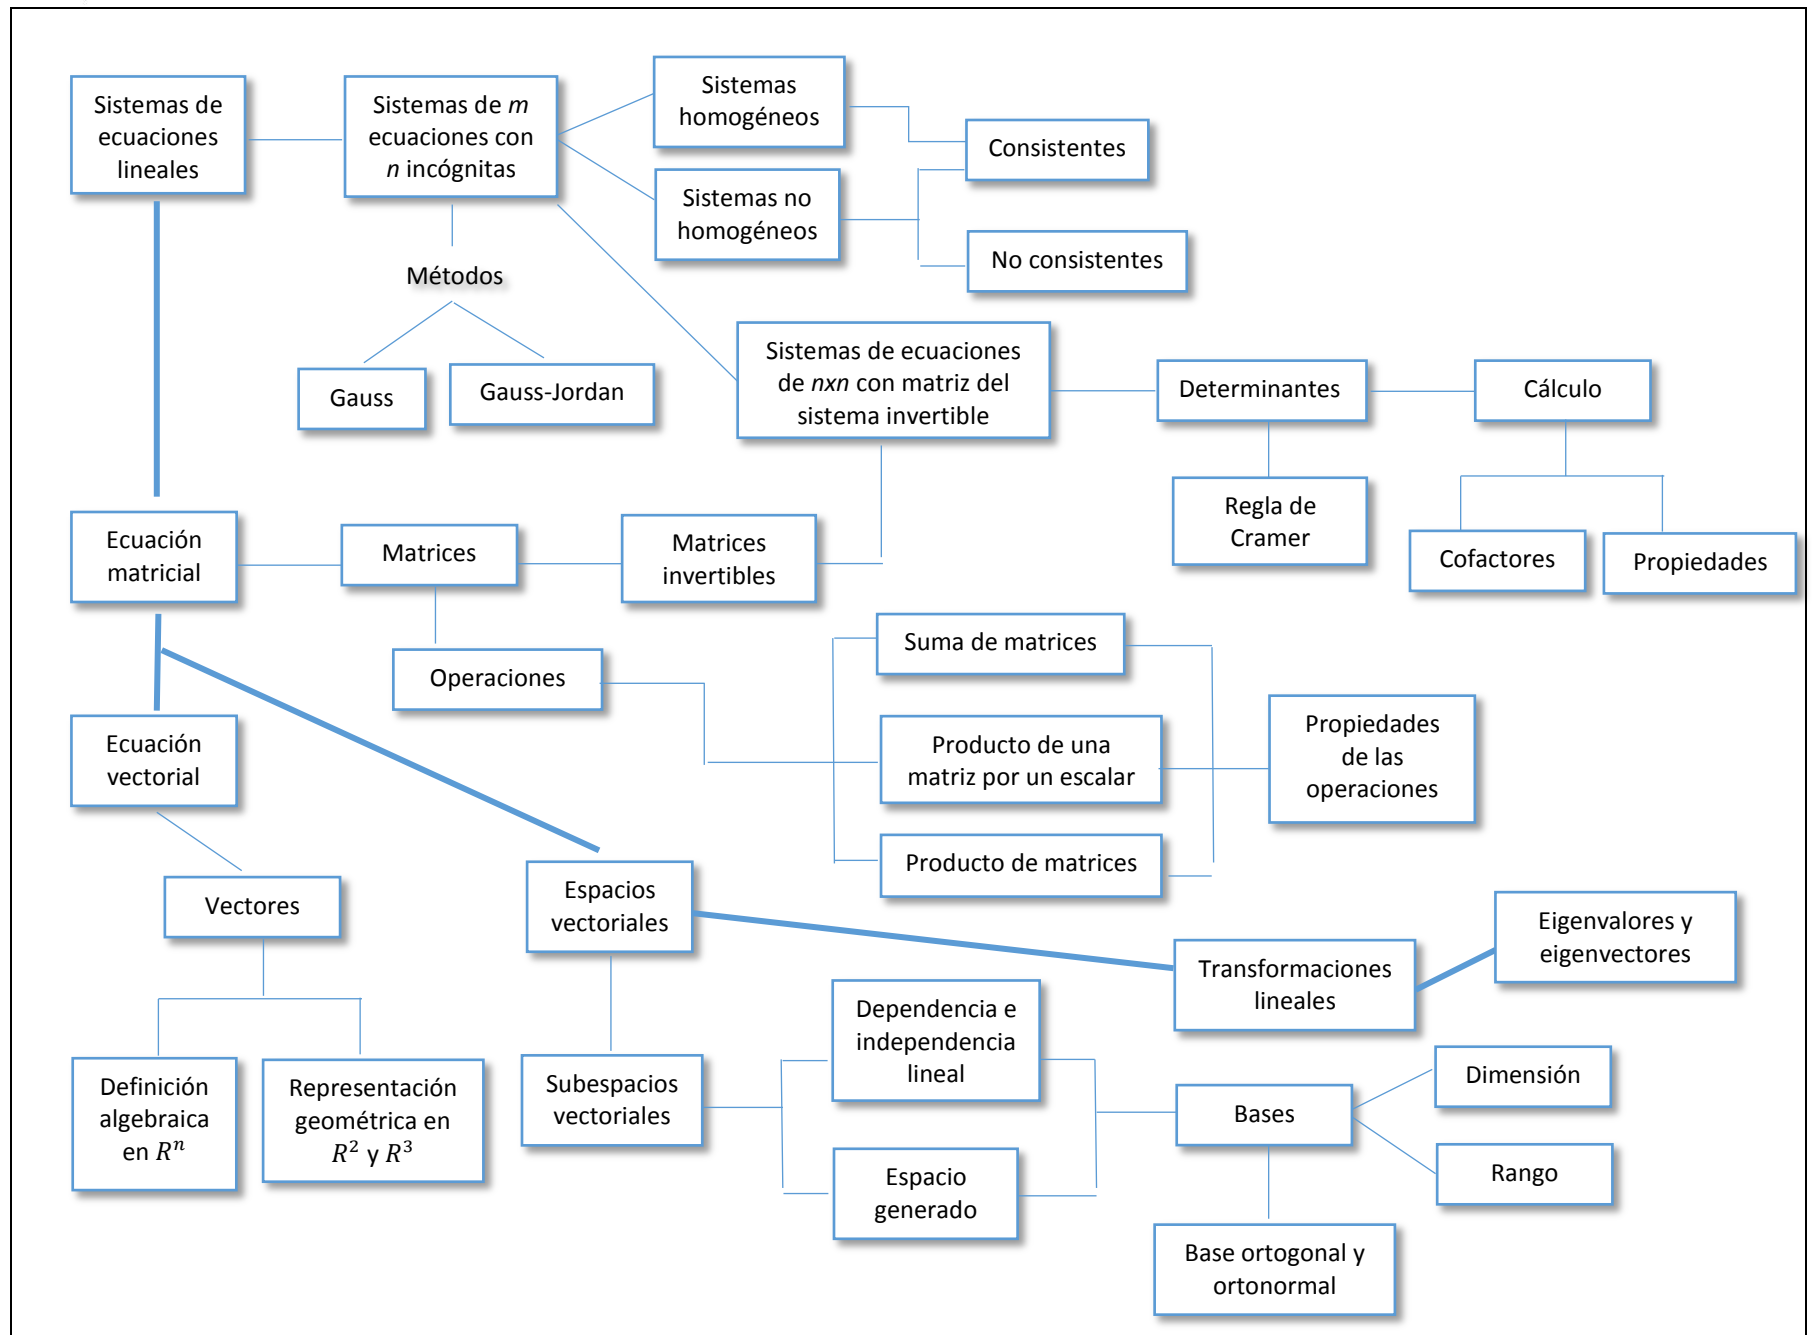 Sistemas de
ecuaciones
lineales
Sistemas de m
ecuaciones con
n incógnitas
Sistemas
homogéneos
Consistentes
Sistemas no
homogéneos
No consistentes
Métodos
Gauss
Gauss-Jordan
Sistemas de ecuaciones
de nxn con matriz del
sistema invertible
Determinantes
Cálculo
Regla de
Cramer
Cofactores
Propiedades
Ecuación
matricial
Matrices
Matrices
invertibles
Operaciones
Suma de matrices
Producto de una
matriz por un escalar
Producto de matrices
Propiedades
de las
operaciones
Ecuación
vectorial
Vectores
Definición
algebraica
en Rⁿ
Representación
geométrica en
R² y R³
Espacios
vectoriales
Transformaciones
lineales
Eigenvalores y
eigenvectores
Subespacios
vectoriales
Dependencia e
independencia
lineal
Espacio
generado
Bases
Dimensión
Rango
Base ortogonal y
ortonormal